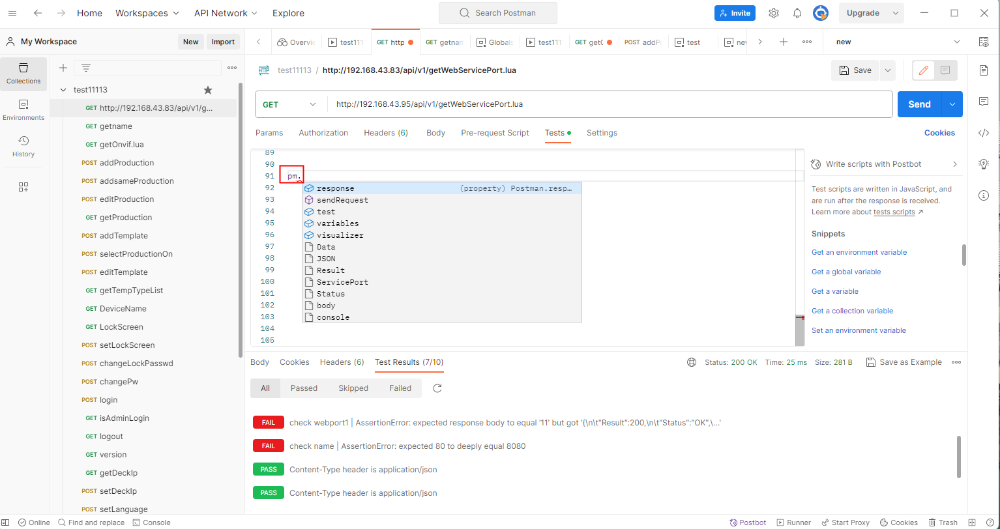 Home Workspaces API Network Explore Search Postman Invite Upgrade
My Workspace New Import Overvie test111 GET http GET getnam Globals test111 GET getO POST addPr test new new
Collections
Environments
History
test11113
GET http://192.168.43.83/api/v1/g...
GET getname
GET getOnvif.lua
POST addProduction
POST addsameProduction
POST editProduction
GET getProduction
POST addTemplate
POST selectProductionOn
POST editTemplate
GET getTempTypeList
GET DeviceName
GET LockScreen
POST setLockScreen
POST changeLockPasswd
POST changePw
POST login
GET isAdminLogin
GET logout
GET version
GET getDeckIp
POST setDeckIp
POST setLanguage
HTTP test11113 / http://192.168.43.83/api/v1/getWebServicePort.lua Save
GET http://192.168.43.95/api/v1/getWebServicePort.lua Send
Params Authorization Headers (6) Body Pre-request Script Tests Settings Cookies
89
90
91 pm.
92 response (property) Postman.resp…
93 sendRequest
94 test
95 variables
96 visualizer
97 Data
98 JSON
99 Result
100 ServicePort
101 Status
102 body
103 console
104
105
Write scripts with Postbot
Test scripts are written in JavaScript, and
are run after the response is received.
Learn more about tests scripts ↗
Snippets
Get an environment variable
Get a global variable
Get a variable
Get a collection variable
Set an environment variable
Body Cookies Headers (6) Test Results (7/10) Status: 200 OK Time: 25 ms Size: 281 B Save as Example
All Passed Skipped Failed
FAIL check webport1 | AssertionError: expected response body to equal '11' but got '{\n\t"Result":200,\n\t"Status":"OK",\...'
FAIL check name | AssertionError: expected 80 to deeply equal 8080
PASS Content-Type header is application/json
PASS Content-Type header is application/json
Online Find and replace Console Postbot Runner Start Proxy Cookies Trash